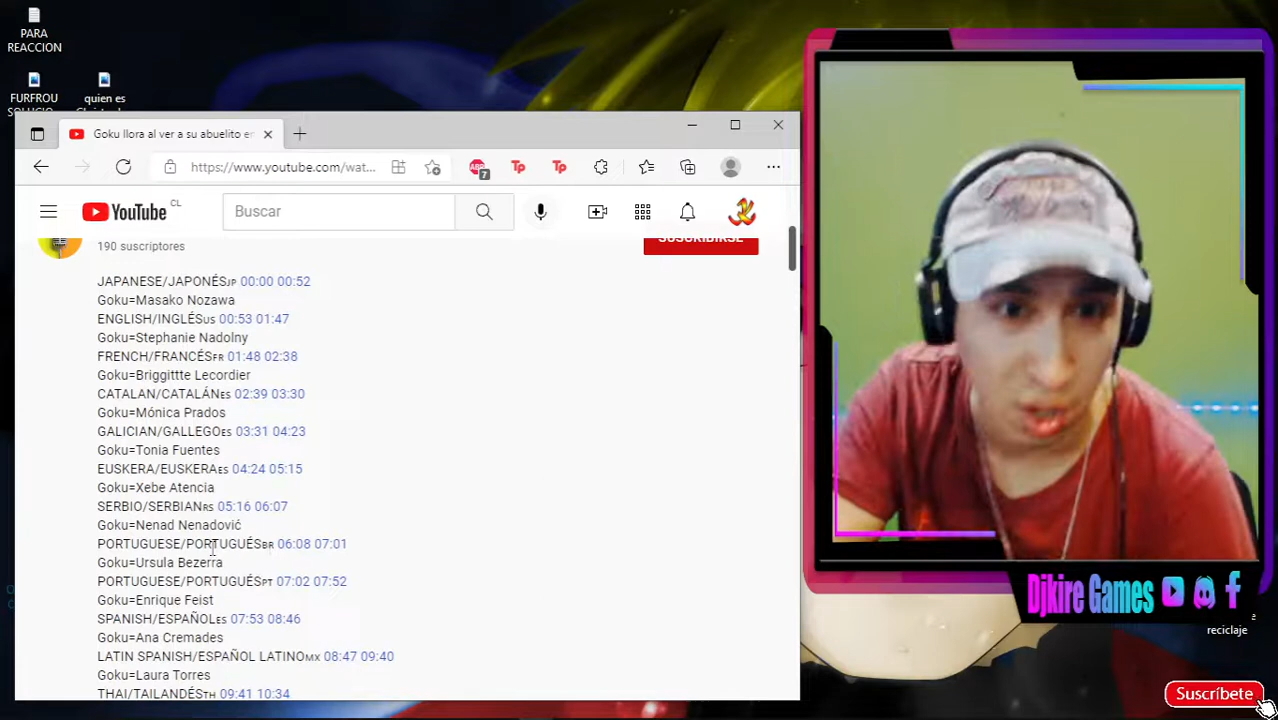 PARA
REACCION
FURFROU
quien es
Goku llora al ver a su abuelito en
https://www.youtube.com/wat...
7
YouTube CL
Buscar
190 suscriptores
SUSCRIBIRSE
JAPANESE/JAPONÉSJP 00:00 00:52
Goku=Masako Nozawa
ENGLISH/INGLÉSUS 00:53 01:47
Goku=Stephanie Nadolny
FRENCH/FRANCÉSFR 01:48 02:38
Goku=Briggittte Lecordier
CATALAN/CATALÁNES 02:39 03:30
Goku=Mónica Prados
GALICIAN/GALLEGOES 03:31 04:23
Goku=Tonia Fuentes
EUSKERA/EUSKERAES 04:24 05:15
Goku=Xebe Atencia
SERBIO/SERBIANRS 05:16 06:07
Goku=Nenad Nenadović
PORTUGUESE/PORTUGUÉSBR 06:08 07:01
Goku=Ursula Bezerra
PORTUGUESE/PORTUGUÉSPT 07:02 07:52
Goku=Enrique Feist
SPANISH/ESPAÑOLES 07:53 08:46
Goku=Ana Cremades
LATIN SPANISH/ESPAÑOL LATINOMX 08:47 09:40
Goku=Laura Torres
THAI/TAILANDÉSTH 09:41 10:34
Djkire Games
reciclaje
Suscríbete